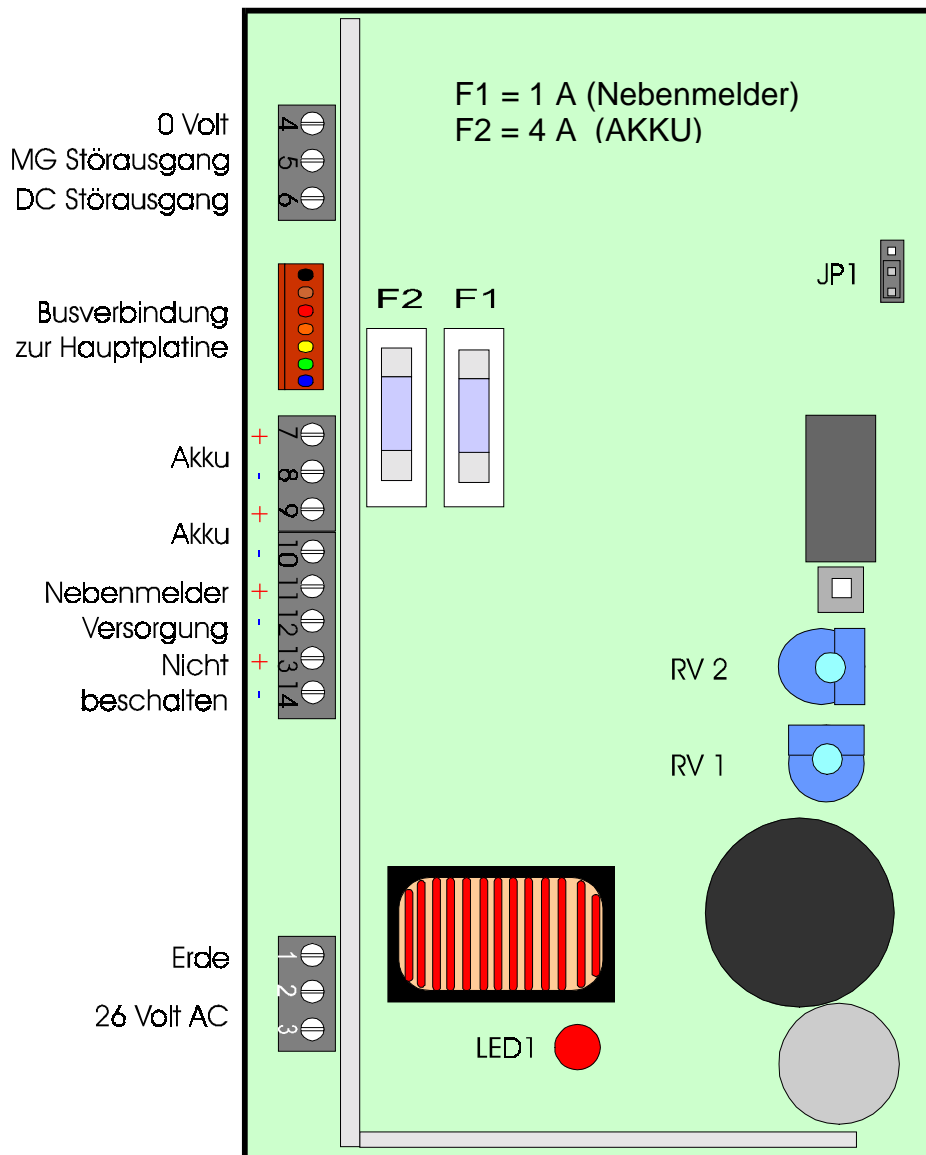 F1 = 1 A (Nebenmelder)
F2 = 4 A (AKKU)
0 Volt
4
MG Störausgang
5
DC Störausgang
6
JP1
F2 F1
Busverbindung
zur Hauptplatine
+
7
Akku
-
8
+
9
Akku
-
10
Nebenmelder
+
11
Versorgung
-
12
Nicht
+
13
beschalten
-
14
RV 2
RV 1
Erde
1
2
26 Volt AC
3
LED1